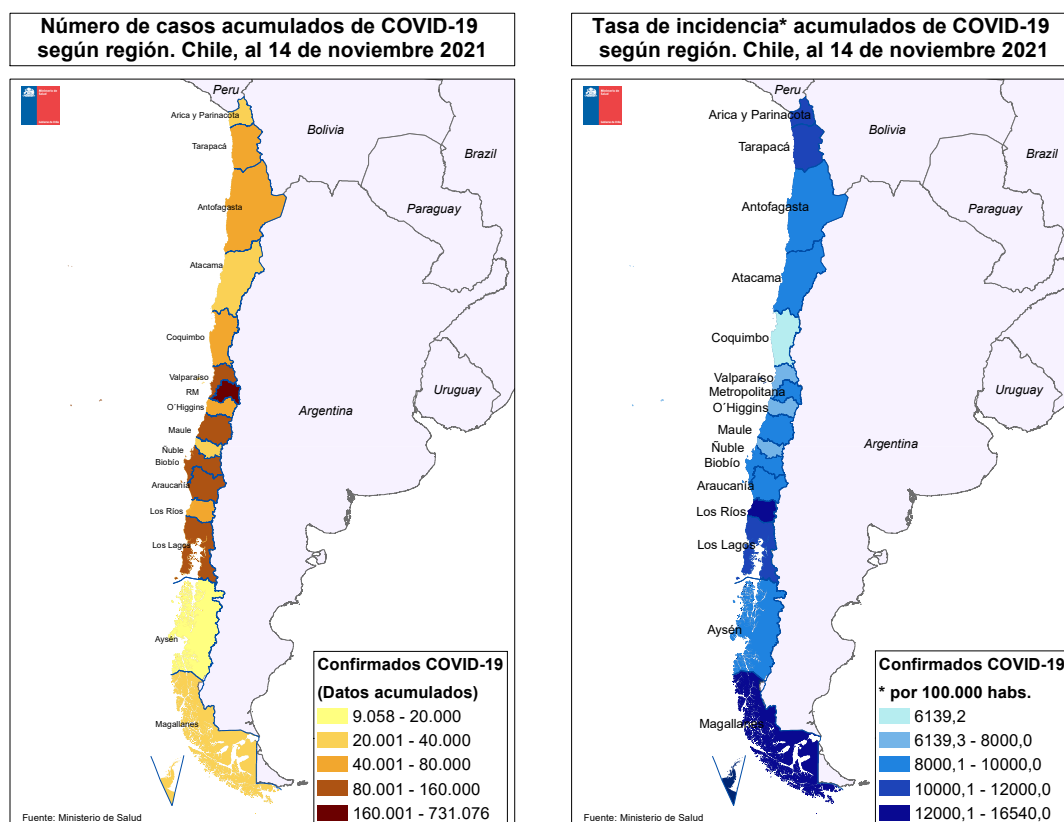 Número de casos acumulados de COVID-19
según región. Chile, al 14 de noviembre 2021
Peru
Arica y Parinacota
Bolivia
Tarapacá
Brazil
Paraguay
Antofagasta
Atacama
Coquimbo
Valparaíso
RM
Uruguay
O´Higgins
Argentina
Maule
Ñuble
Biobío
Araucanía
Los Ríos
Los Lagos
Aysén
Magallanes
Confirmados COVID-19
(Datos acumulados)
9.058 - 20.000
20.001 - 40.000
40.001 - 80.000
80.001 - 160.000
160.001 - 731.076
Fuente: Ministerio de Salud
Tasa de incidencia* acumulados de COVID-19
según región. Chile, al 14 de noviembre 2021
Peru
Arica y Parinacota
Bolivia
Tarapacá
Brazil
Antofagasta
Paraguay
Atacama
Coquimbo
Valparaíso
Metropolitana
Uruguay
O´Higgins
Maule
Argentina
Ñuble
Biobío
Araucanía
Los Ríos
Los Lagos
Aysén
Magallanes
Confirmados COVID-19
* por 100.000 habs.
6139,2
6139,3 - 8000,0
8000,1 - 10000,0
10000,1 - 12000,0
12000,1 - 16540,0
Fuente: Ministerio de Salud